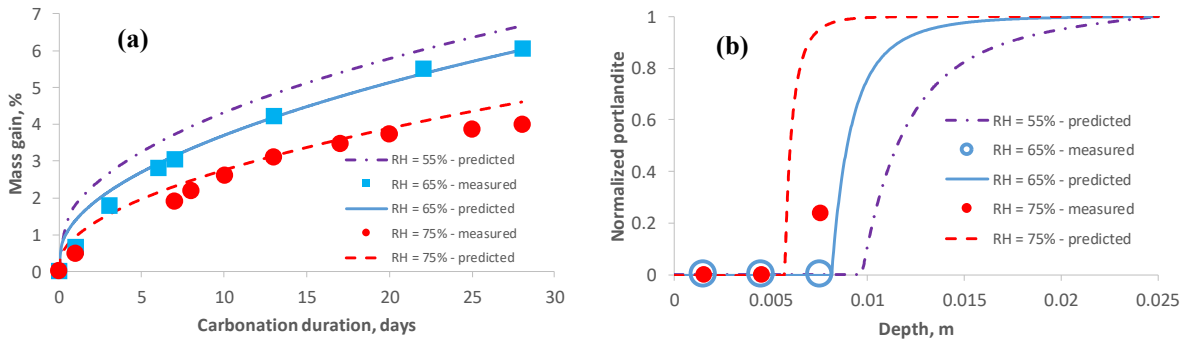 (a)
7
6
5
4
3
2
1
0
Mass gain, %
0 5 10 15 20 25 30
Carbonation duration, days
RH = 55% - predicted
RH = 65% - measured
RH = 65% - predicted
RH = 75% - measured
RH = 75% - predicted
(b)
1
0.8
0.6
0.4
0.2
0
Normalized portlandite
0 0.005 0.01 0.015 0.02 0.025
Depth, m
RH = 55% - predicted
RH = 65% - measured
RH = 65% - predicted
RH = 75% - measured
RH = 75% - predicted